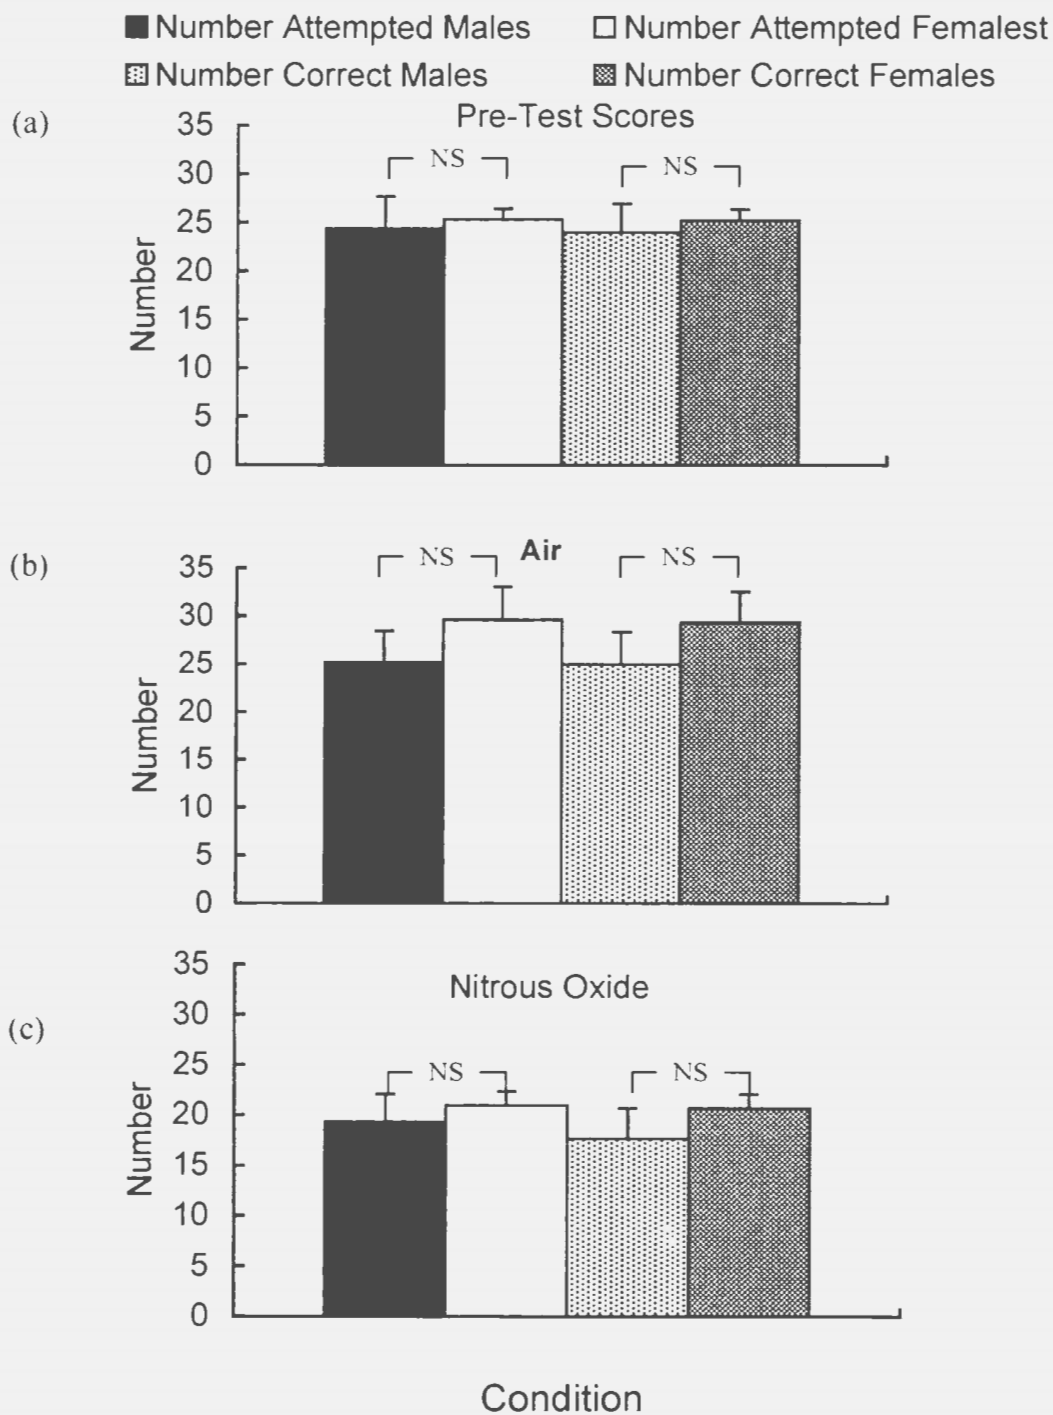 Number Attempted Males Number Attempted Femalest
Number Correct Males Number Correct Females
(a)
Pre-Test Scores
35
30
25
20
15
10
5
0
Number
NS NS
(b)
Air
35
30
25
20
15
10
5
0
Number
NS NS
(c)
Nitrous Oxide
35
30
25
20
15
10
5
0
Number
NS NS
Condition